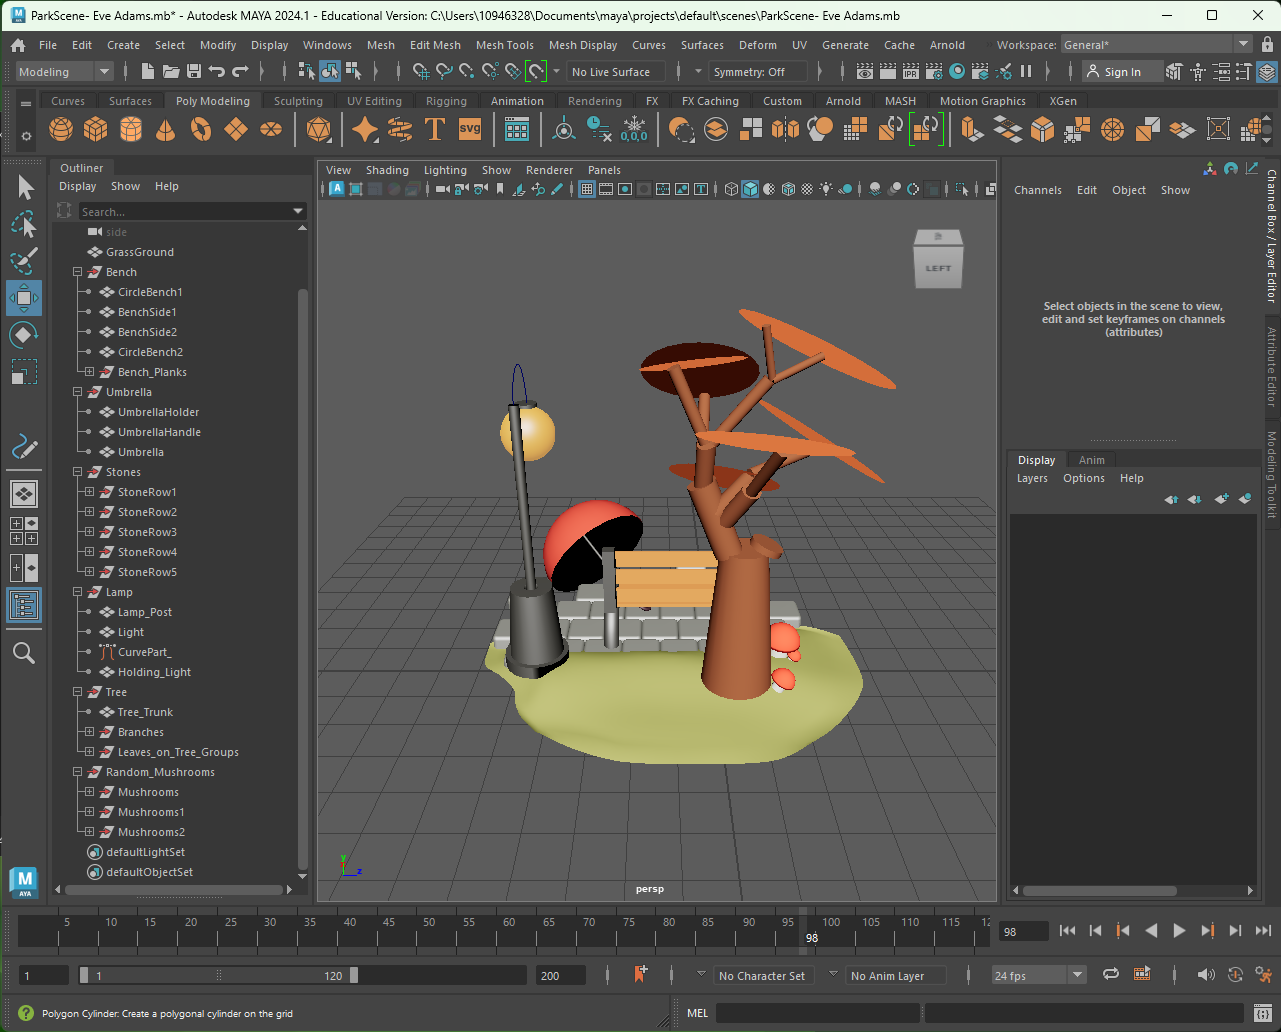 ParkScene- Eve Adams.mb* - Autodesk MAYA 2024.1 - Educational Version: C:\Users\10946328\Documents\maya\projects\default\scenes\ParkScene- Eve Adams.mb
File Edit Create Select Modify Display Windows Mesh Edit Mesh Mesh Tools Mesh Display Curves Surfaces Deform UV Generate Cache Arnold Workspace: General*
Modeling No Live Surface Symmetry: Off Sign In
Curves Surfaces Poly Modeling Sculpting UV Editing Rigging Animation Rendering FX FX Caching Custom Arnold MASH Motion Graphics XGen
Outliner
Display Show Help
Search...
side
GrassGround
Bench
CircleBench1
BenchSide1
BenchSide2
CircleBench2
Bench_Planks
Umbrella
UmbrellaHolder
UmbrellaHandle
Umbrella
Stones
StoneRow1
StoneRow2
StoneRow3
StoneRow4
StoneRow5
Lamp
Lamp_Post
Light
CurvePart_
Holding_Light
Tree
Tree_Trunk
Branches
Leaves_on_Tree_Groups
Random_Mushrooms
Mushrooms
Mushrooms1
Mushrooms2
defaultLightSet
defaultObjectSet
View Shading Lighting Show Renderer Panels
LEFT
y
z
persp
Channels Edit Object Show
Select objects in the scene to view,
edit and set keyframes on channels
(attributes)
Display Anim
Layers Options Help
Channel Box / Layer Editor
Attribute Editor
Modeling Toolkit
5 10 15 20 25 30 35 40 45 50 55 60 65 70 75 80 85 90 95 100 105 110 115 12
98
98
1 1 120 200 No Character Set No Anim Layer 24 fps
Polygon Cylinder: Create a polygonal cylinder on the grid
MEL